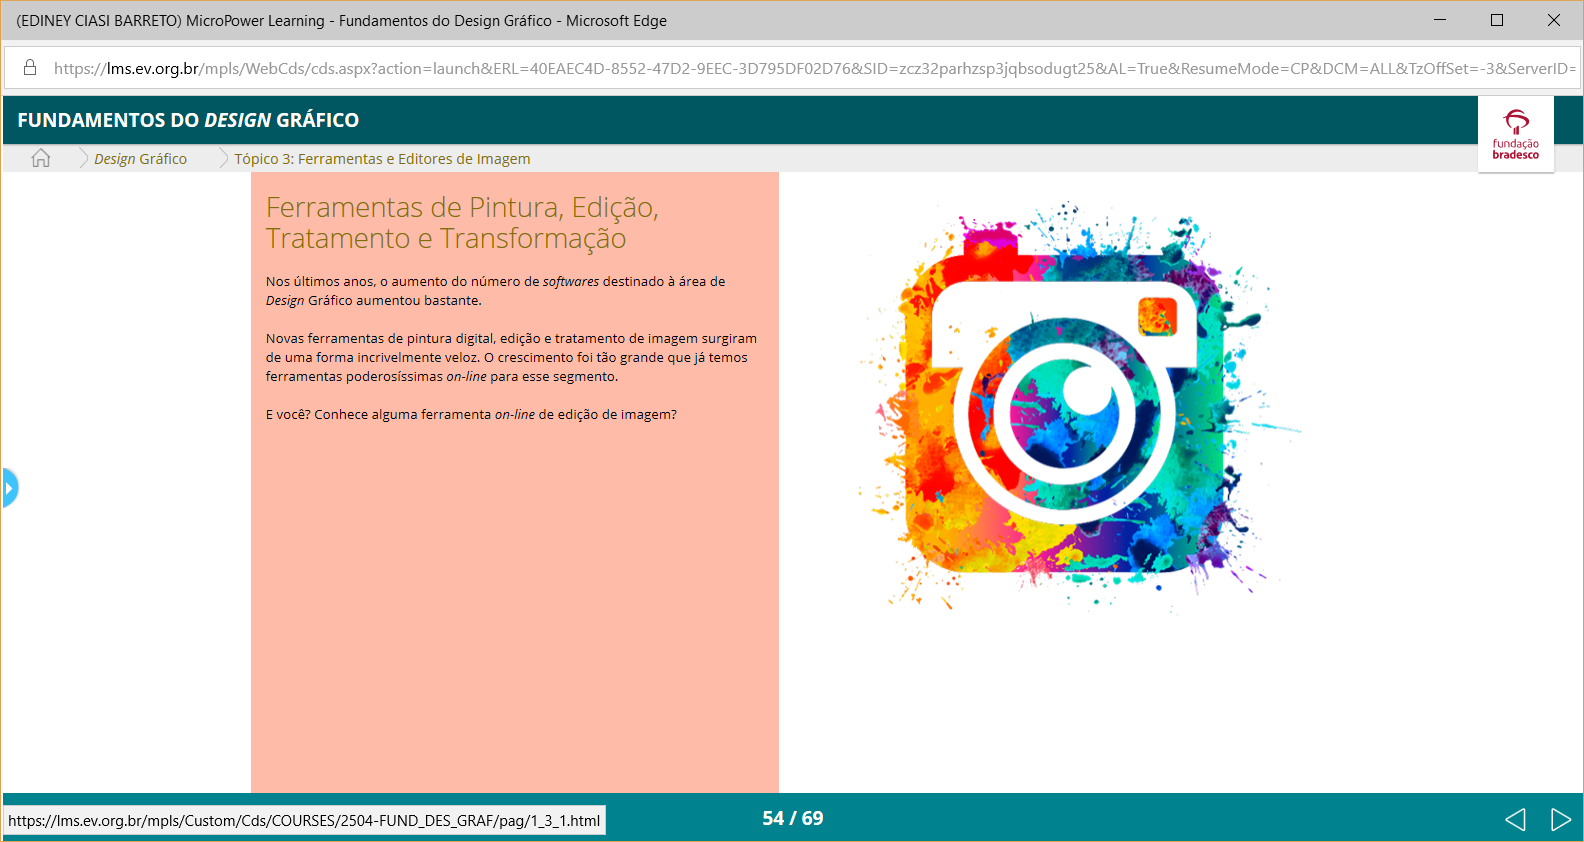 (EDINEY CIASI BARRETO) MicroPower Learning - Fundamentos do Design Gráfico - Microsoft Edge
https://lms.ev.org.br/mpls/WebCds/cds.aspx?action=launch&ERL=40EAEC4D-8552-47D2-9EEC-3D795DF02D76&SID=zcz32parhzsp3jqbsodugt25&AL=True&ResumeMode=CP&DCM=ALL&TzOffSet=-3&ServerID=
FUNDAMENTOS DO DESIGN GRÁFICO
fundação
bradesco
Design Gráfico
Tópico 3: Ferramentas e Editores de Imagem
Ferramentas de Pintura, Edição,
Tratamento e Transformação
Nos últimos anos, o aumento do número de softwares destinado à área de
Design Gráfico aumentou bastante.
Novas ferramentas de pintura digital, edição e tratamento de imagem surgiram
de uma forma incrivelmente veloz. O crescimento foi tão grande que já temos
ferramentas poderosíssimas on-line para esse segmento.
E você? Conhece alguma ferramenta on-line de edição de imagem?
https://lms.ev.org.br/mpls/Custom/Cds/COURSES/2504-FUND_DES_GRAF/pag/1_3_1.html
54 / 69